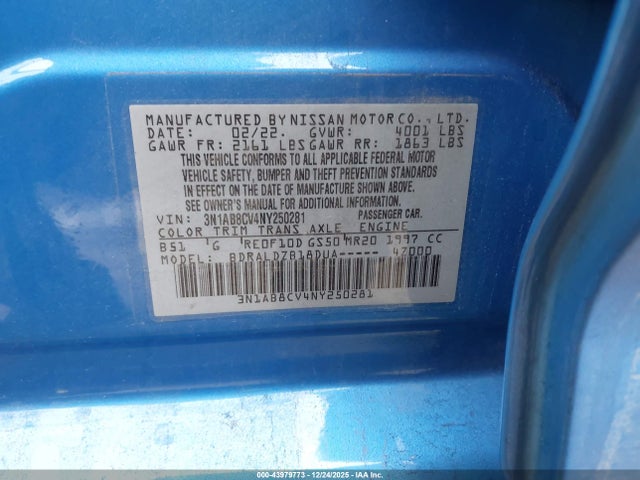 MANUFACTURED BY NISSAN MOTOR CO., LTD.
DATE: 02/22. GVWR: 4001 LBS
GAWR FR: 2161 LBS GAWR RR: 1863 LBS
THIS VEHICLE CONFORMS TO ALL APPLICABLE FEDERAL MOTOR
VEHICLE SAFETY, BUMPER AND THEFT PREVENTION STANDARDS
IN EFFECT ON THE DATE OF MANUFACTURE SHOWN ABOVE.
SEE OWNER'S MANUAL FOR ADDITIONAL INFORMATION.
VIN: 3N1AB8CV4NY250281 PASSENGER CAR.
COLOR TRIM TRANS AXLE ENGINE
B51 G RE0F10D GS50 MR20 1997 CC
MODEL: BDRALDZB18DUA----- 47000
3N1AB8CV4NY250281
000-43979773 | 12/24/2025 - IAA Inc.